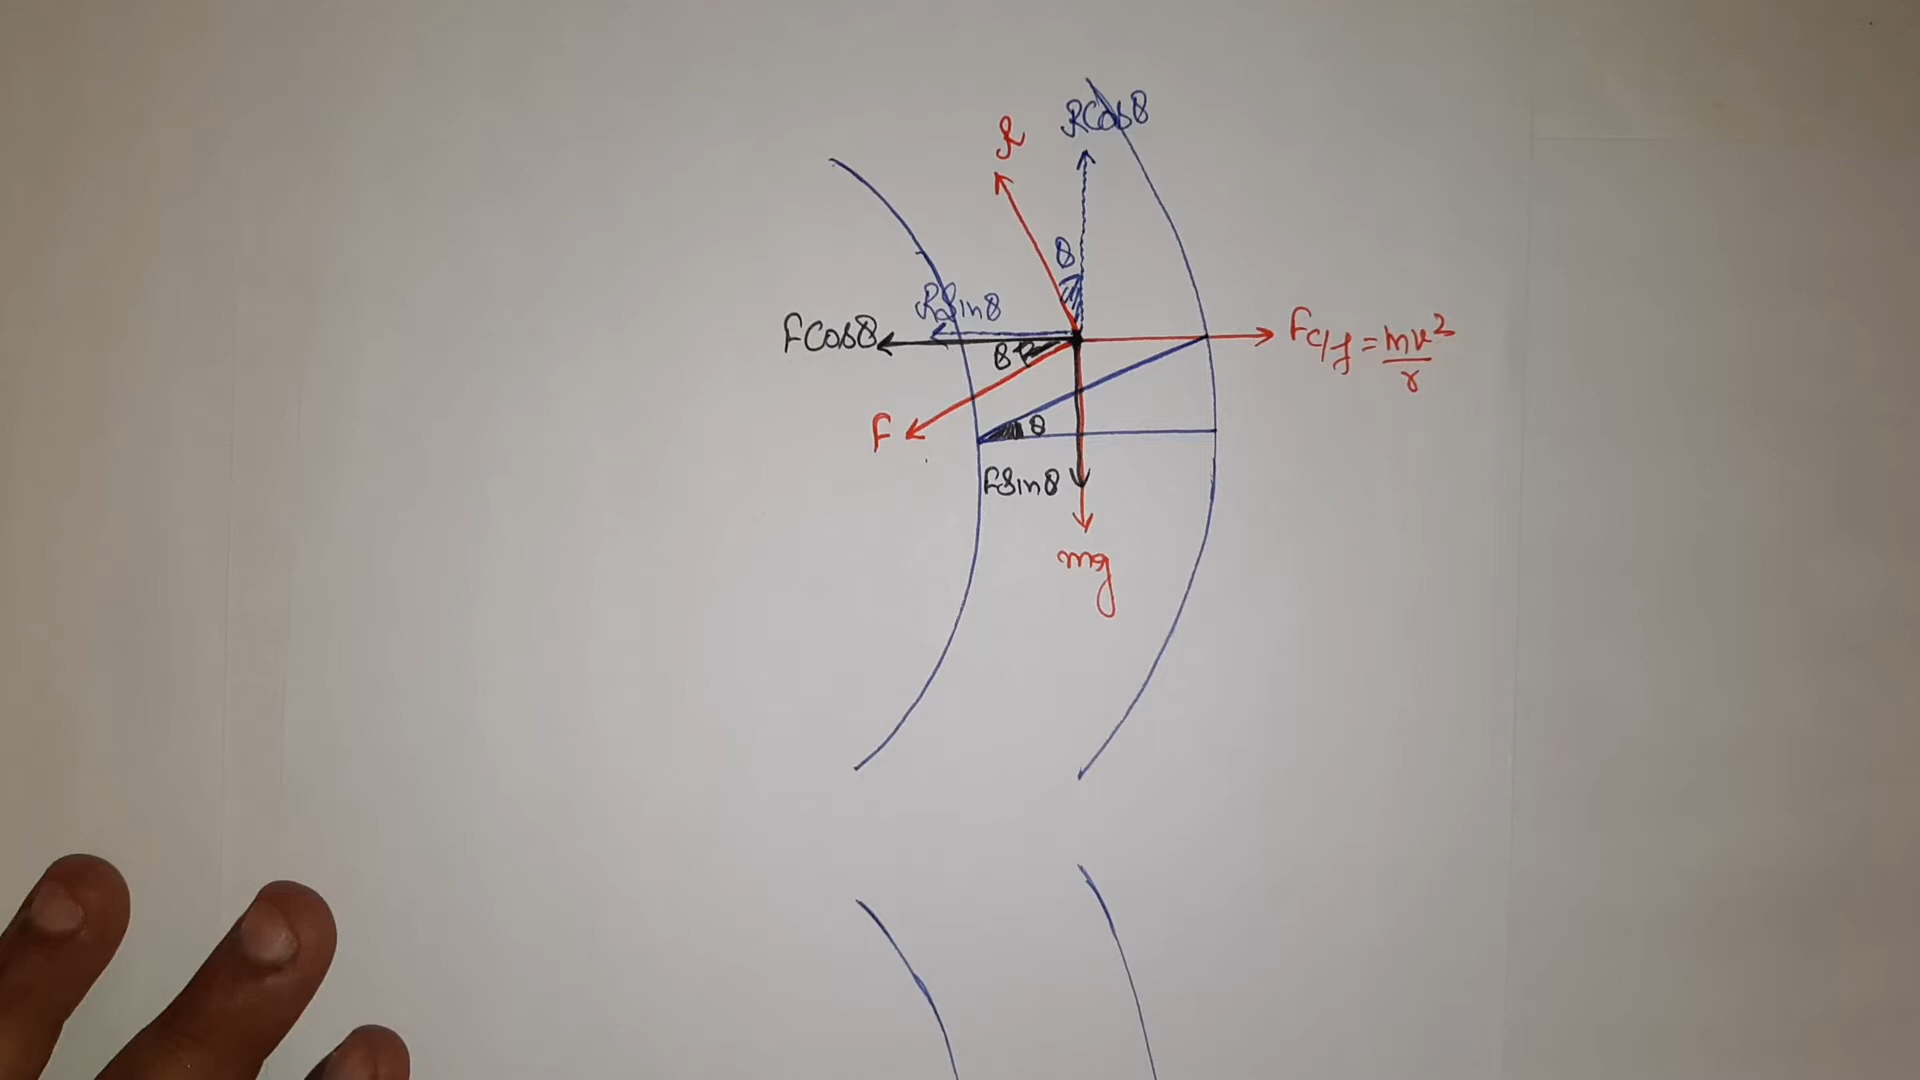 R
RCosθ
θ
RSinθ
FCosθ
Fc/f = mv²/r
θ
F
θ
FSinθ
mg